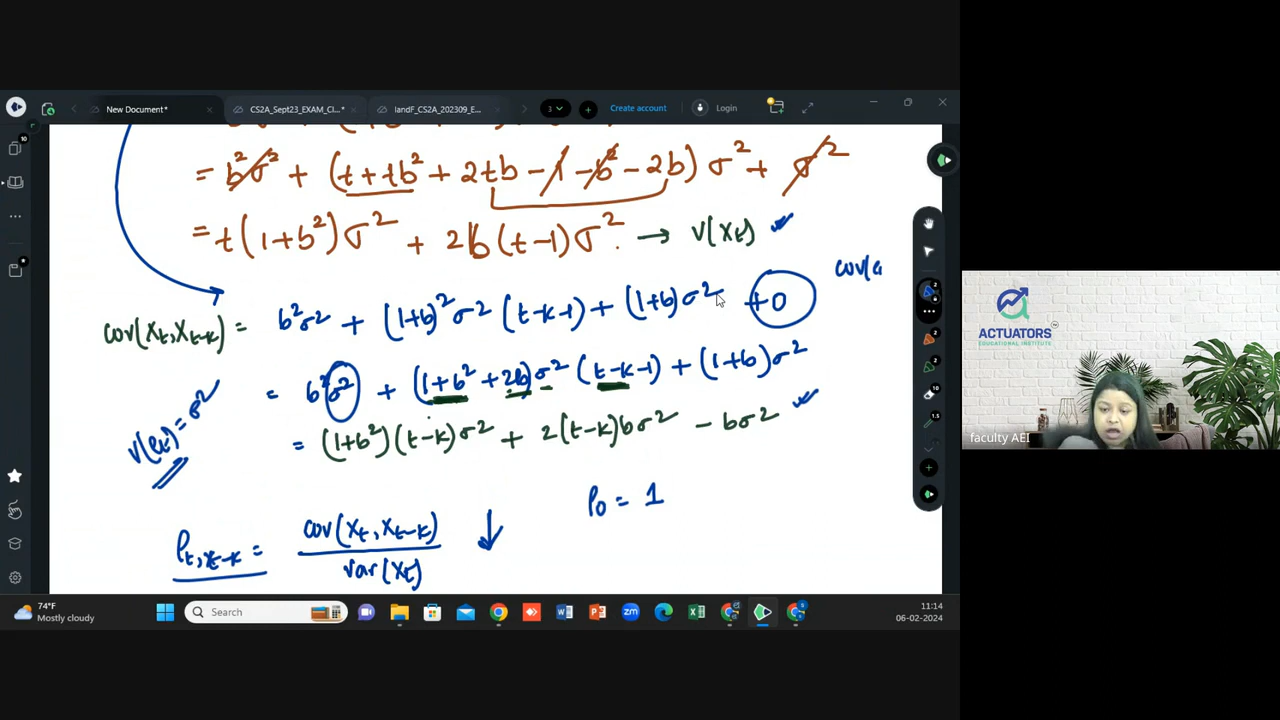 New Document*
CS2A_Sept23_EXAM_Cl...*
IandF_CS2A_202309_E...
3
Create account
Login
= b²σ² + (t + tb² + 2tb - 1 - b² - 2b) σ² + σ²
= t(1+b²)σ² + 2b(t-1)σ². → V(Xt)
cov(a
cov(Xt, Xt-k) = b²σ² + (1+b)²σ² (t-k-1) + (1+b)σ² + 0
= b²σ² + (1+b²+2b)σ² (t-k-1) + (1+b)σ²
V(et) = σ²
= (1+b²)(t-k)σ² + 2(t-k)bσ² - bσ²
ρ0 = 1
ρt,t-k = cov(Xt, Xt-k)
var(Xt)
ACTUATORS
EDUCATIONAL INSTITUTE
faculty AEI
74°F
Mostly cloudy
Search
11:14
06-02-2024